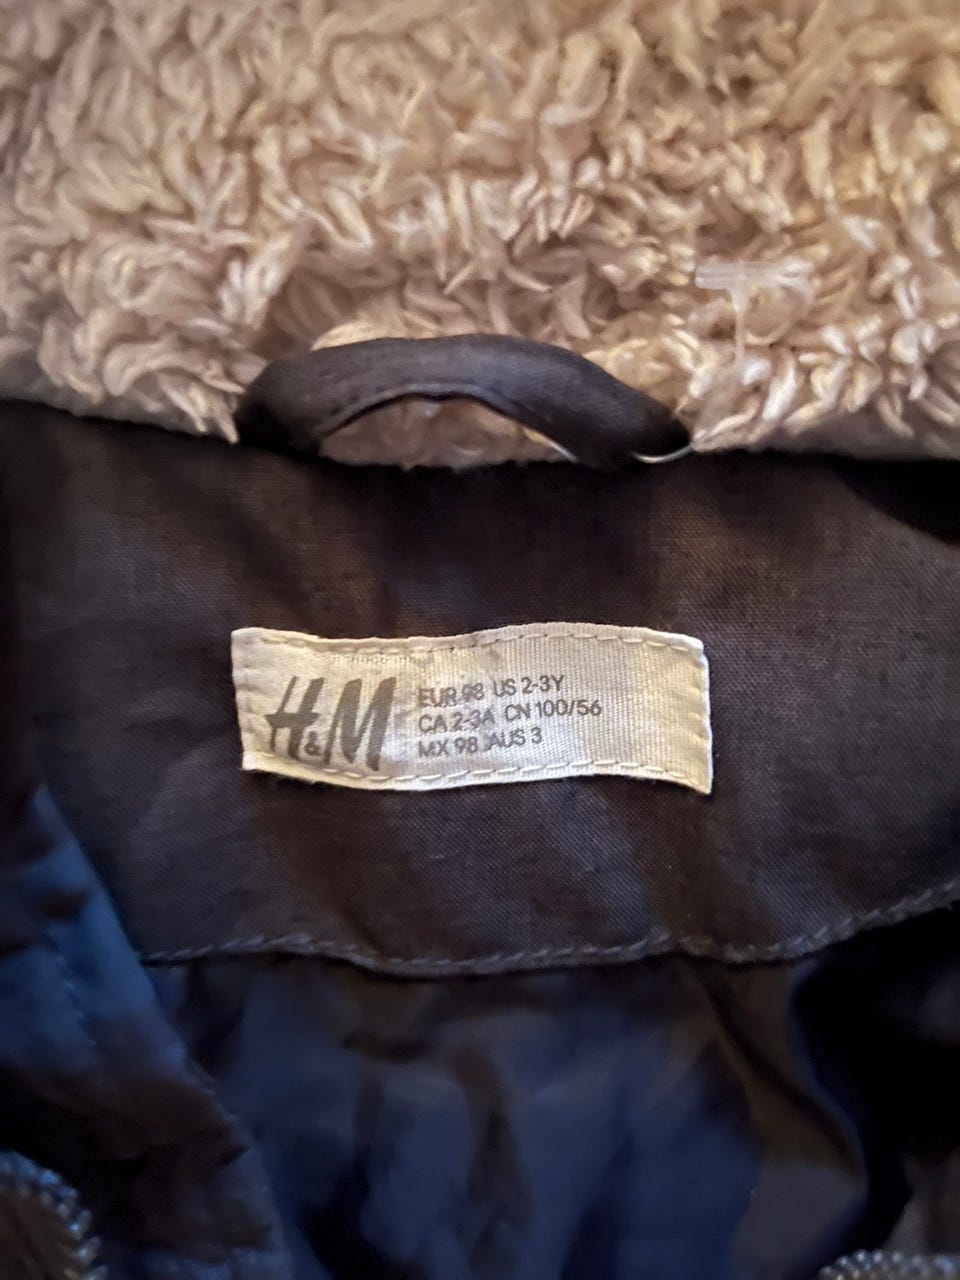 H&M
EUR 98 US 2-3Y
CA 2-3A CN 100/56
MX 98 AUS 3